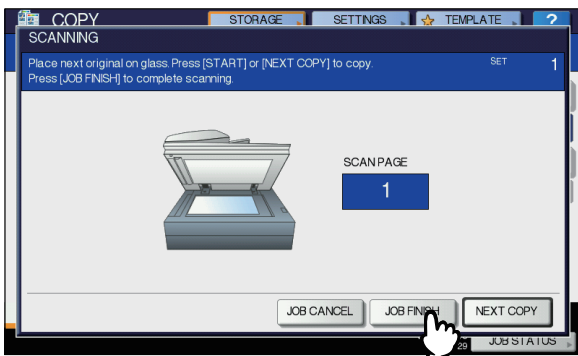 COPY
STORAGE
SETTINGS
TEMPLATE
?
SCANNING
Place next original on glass. Press [START] or [NEXT COPY] to copy.
Press [JOB FINISH] to complete scanning.
SET 1
SCAN PAGE
1
JOB CANCEL
JOB FINISH
NEXT COPY
29
JOB STATUS